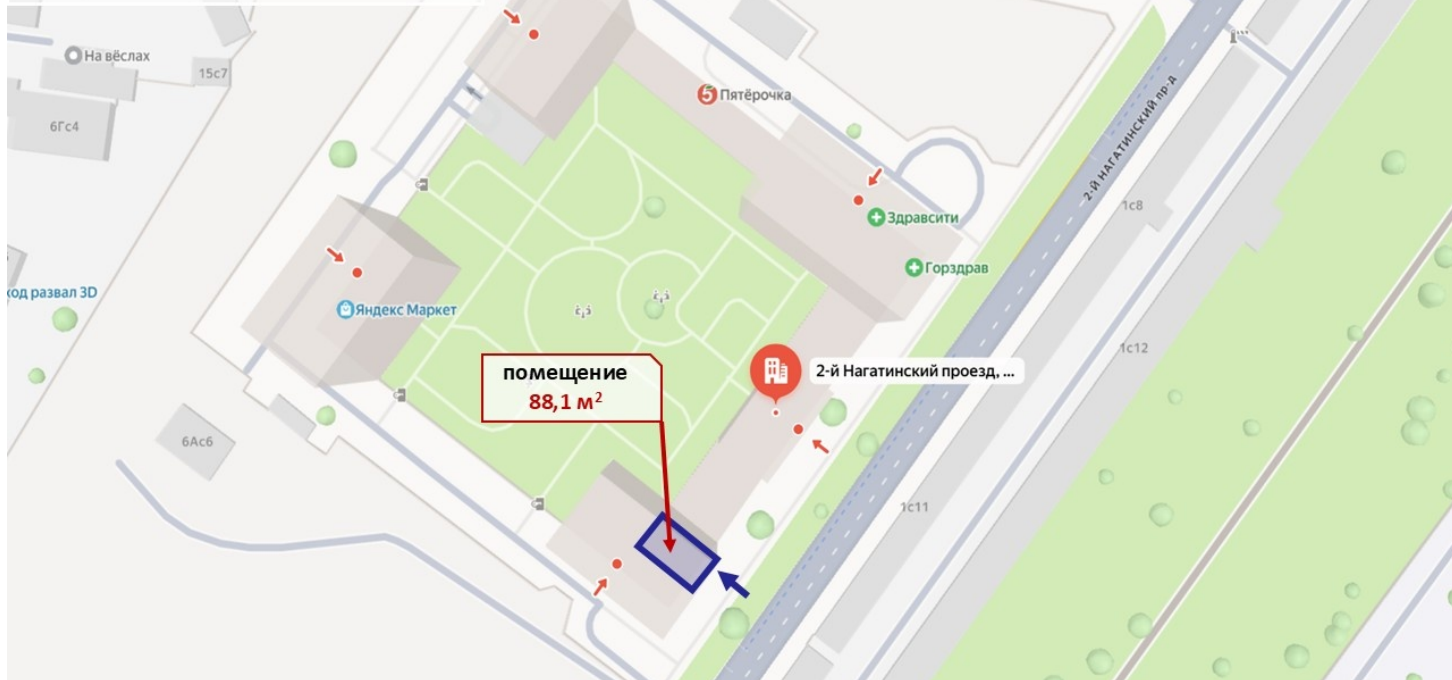 На вёслах
15с7
6Гс4
Пятёрочка
2-Й НАГАТИНСКИЙ ПР-Д
1с8
Здравсити
Горздрав
ход развал 3D
Яндекс Маркет
1с12
помещение
88,1 м²
2-й Нагатинский проезд, ...
6Ас6
1с11